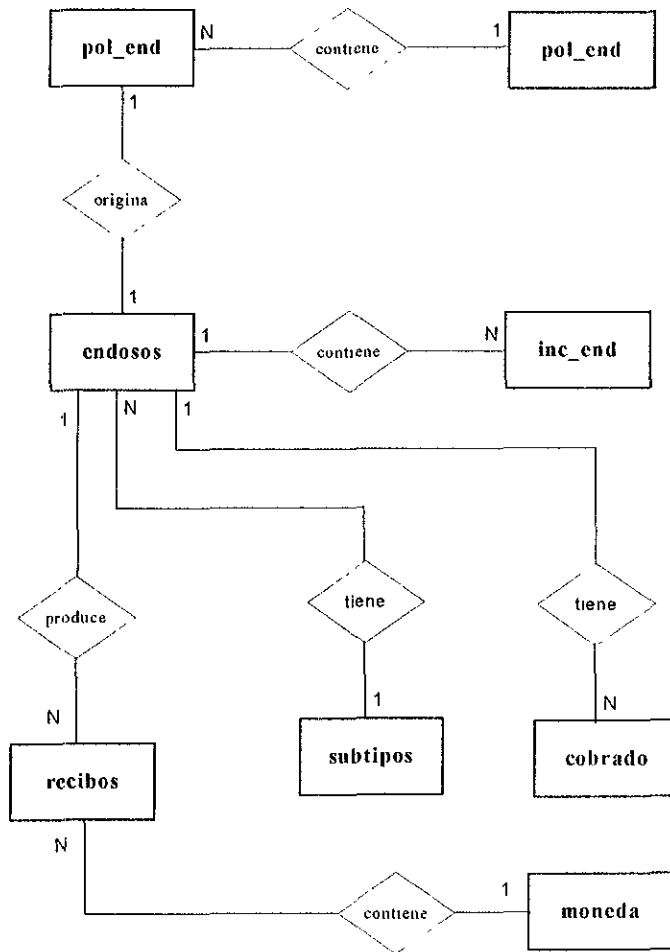 pol_end N contiene 1 pol_end
1
origina
1
endosos 1 contiene N inc_end
1 N 1
produce tiene tiene
N 1 N
recibos subtipos cobrado
N
contiene 1 moneda